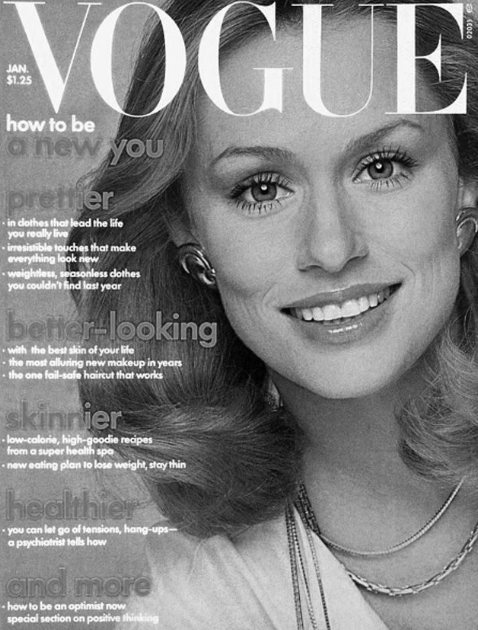 VOGUE
JAN.
$1.25
02031
how to be
a new you
prettier
· in clothes that lead the life
you really live
· irresistible touches that make
everything look new
· weightless, seasonless clothes
you couldn't find last year
better-looking
· with the best skin of your life
· the most alluring new makeup in years
· the one fail-safe haircut that works
skinnier
· low-calorie, high-goodie recipes
from a super health spa
· new eating plan to lose weight, stay thin
healthier
· you can let go of tensions, hang-ups—
a psychiatrist tells how
and more
· how to be an optimist now
special section on positive thinking